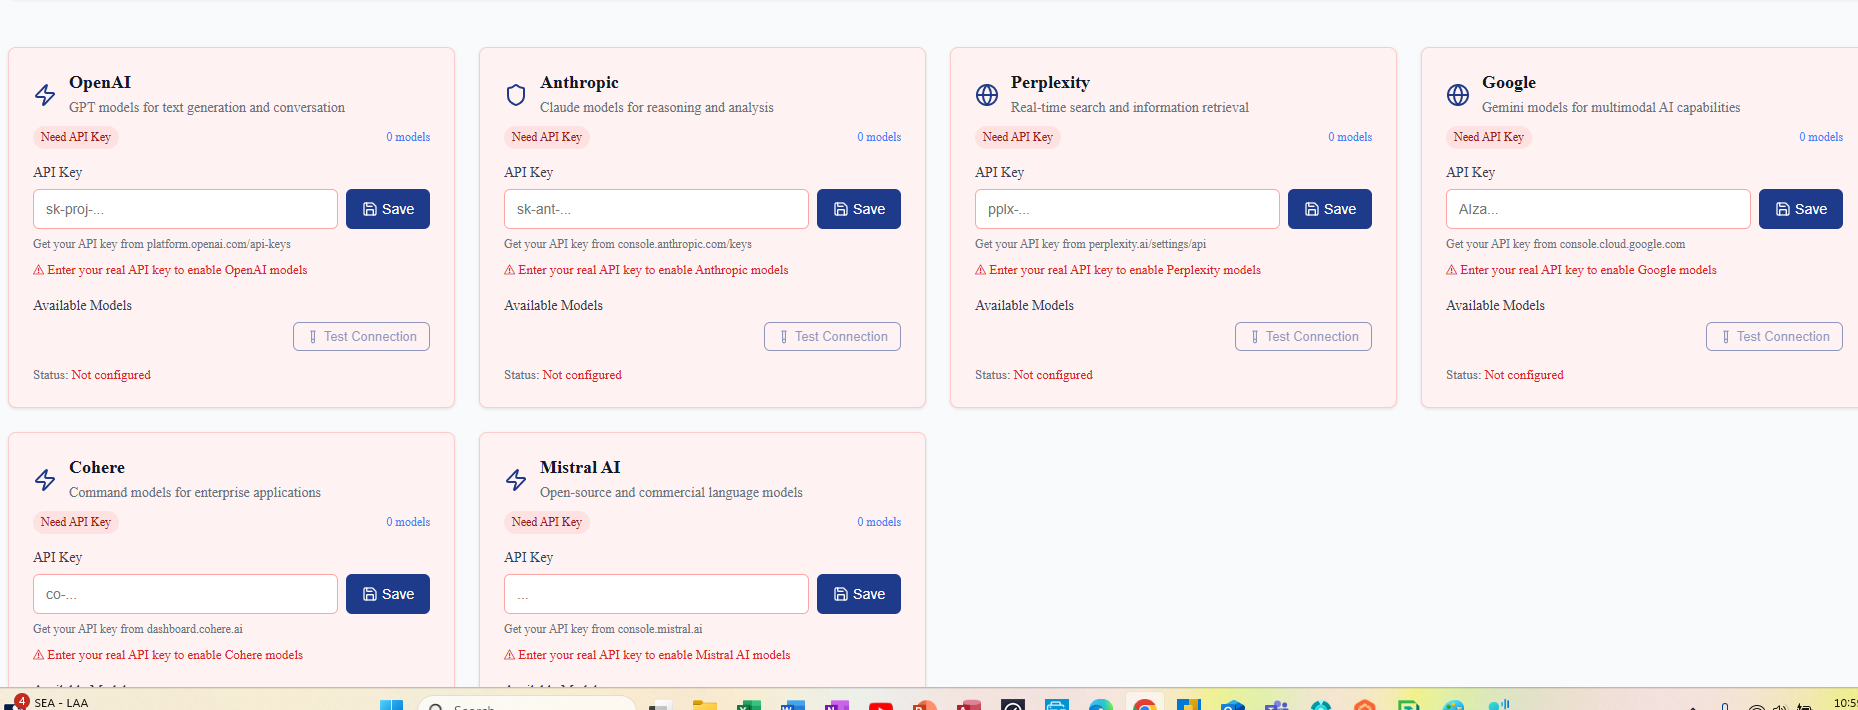 OpenAI
GPT models for text generation and conversation
Need API Key
0 models
API Key
sk-proj-...
Save
Get your API key from platform.openai.com/api-keys
⚠ Enter your real API key to enable OpenAI models
Available Models
Test Connection
Status: Not configured
Anthropic
Claude models for reasoning and analysis
Need API Key
0 models
API Key
sk-ant-...
Save
Get your API key from console.anthropic.com/keys
⚠ Enter your real API key to enable Anthropic models
Available Models
Test Connection
Status: Not configured
Perplexity
Real-time search and information retrieval
Need API Key
0 models
API Key
pplx-...
Save
Get your API key from perplexity.ai/settings/api
⚠ Enter your real API key to enable Perplexity models
Available Models
Test Connection
Status: Not configured
Google
Gemini models for multimodal AI capabilities
Need API Key
0 models
API Key
AIza...
Save
Get your API key from console.cloud.google.com
⚠ Enter your real API key to enable Google models
Available Models
Test Connection
Status: Not configured
Cohere
Command models for enterprise applications
Need API Key
0 models
API Key
co-...
Save
Get your API key from dashboard.cohere.ai
⚠ Enter your real API key to enable Cohere models
Mistral AI
Open-source and commercial language models
Need API Key
0 models
API Key
...
Save
Get your API key from console.mistral.ai
⚠ Enter your real API key to enable Mistral AI models
4
SEA - LAA
Search